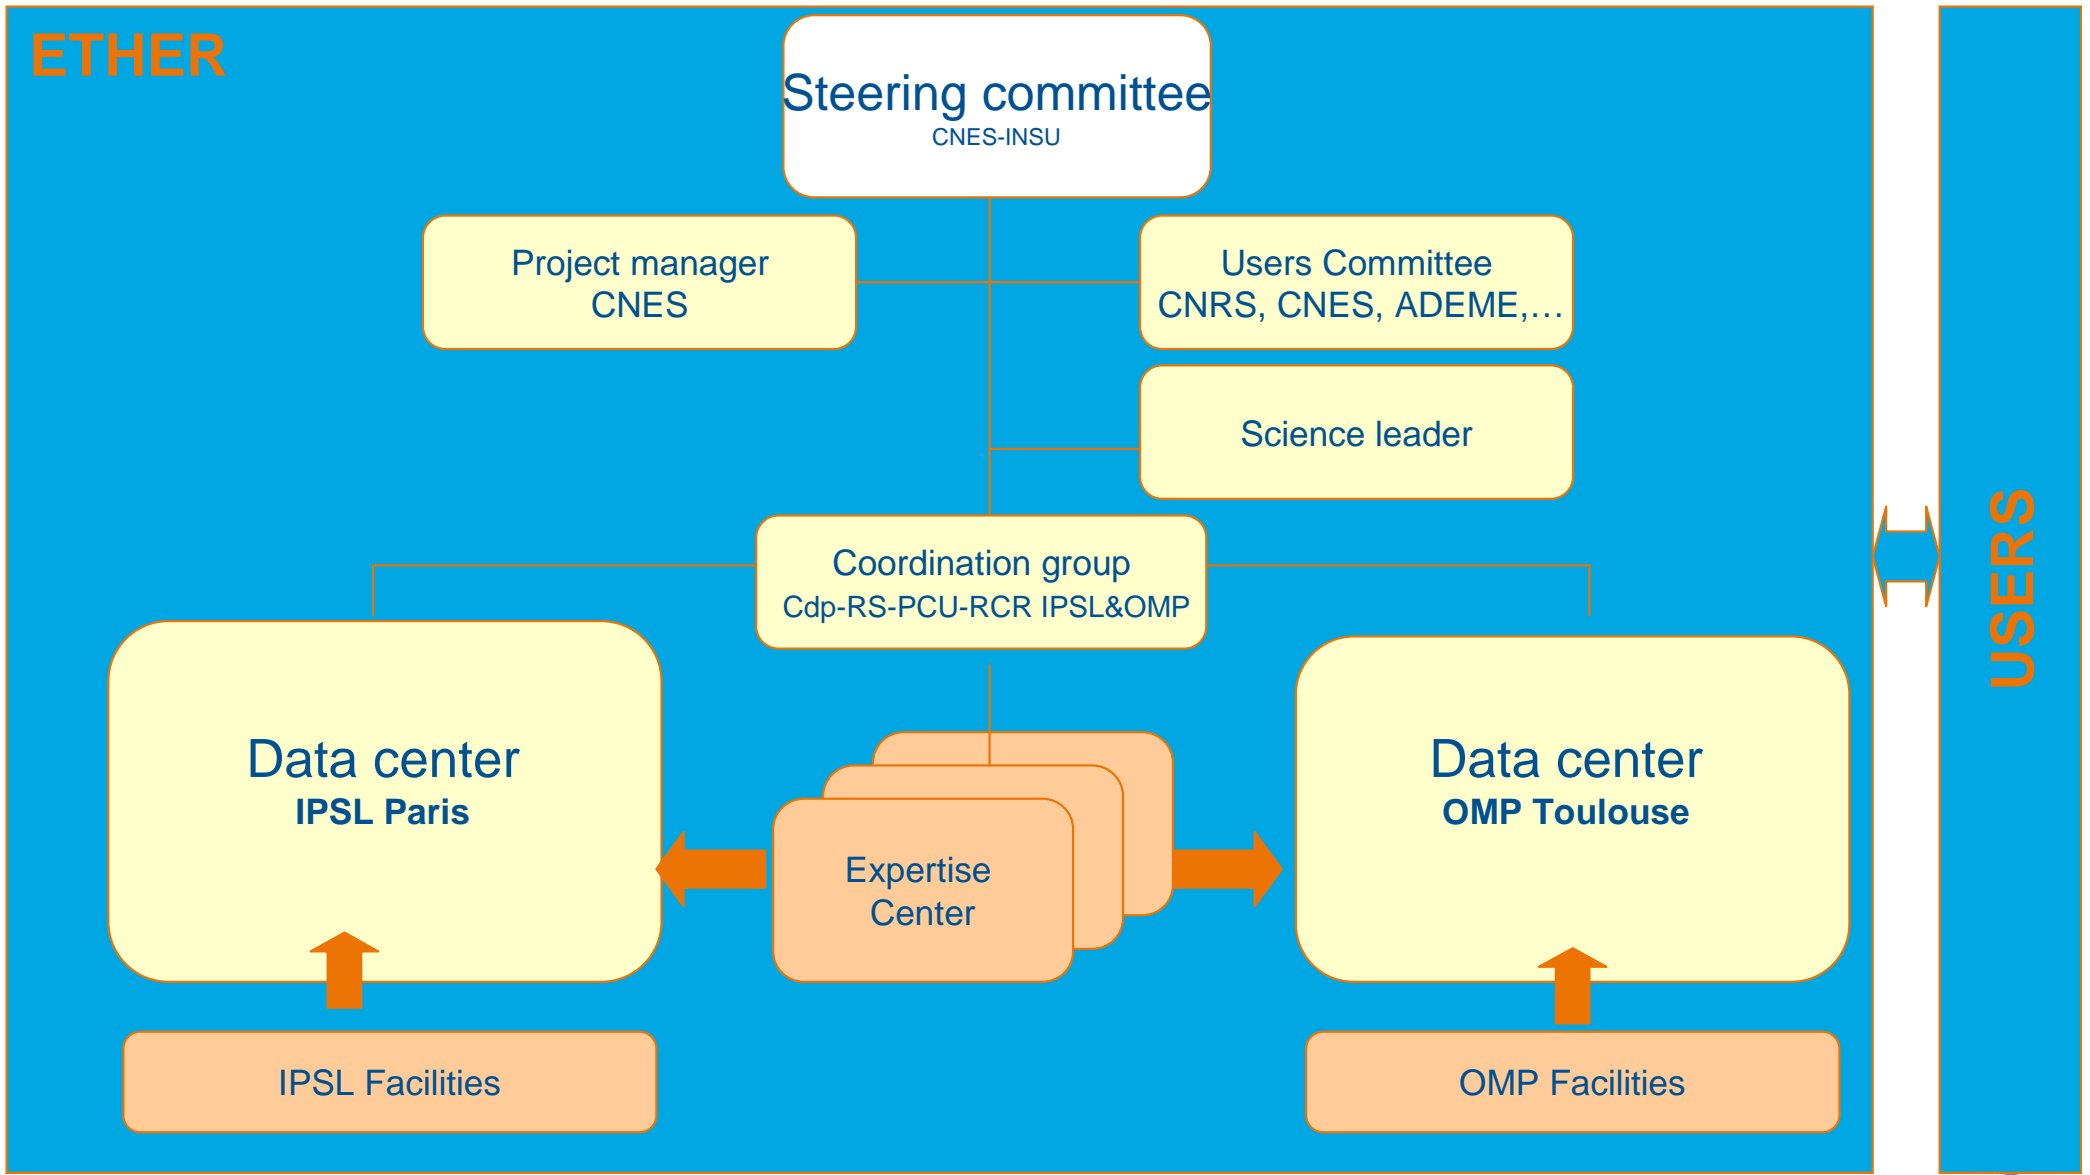 ETHER
Steering committee
CNES-INSU
Project manager
CNES
Users Committee
CNRS, CNES, ADEME,…
Science leader
Coordination group
Cdp-RS-PCU-RCR IPSL&OMP
Data center
IPSL Paris
Expertise
Center
Data center
OMP Toulouse
IPSL Facilities
OMP Facilities
USERS